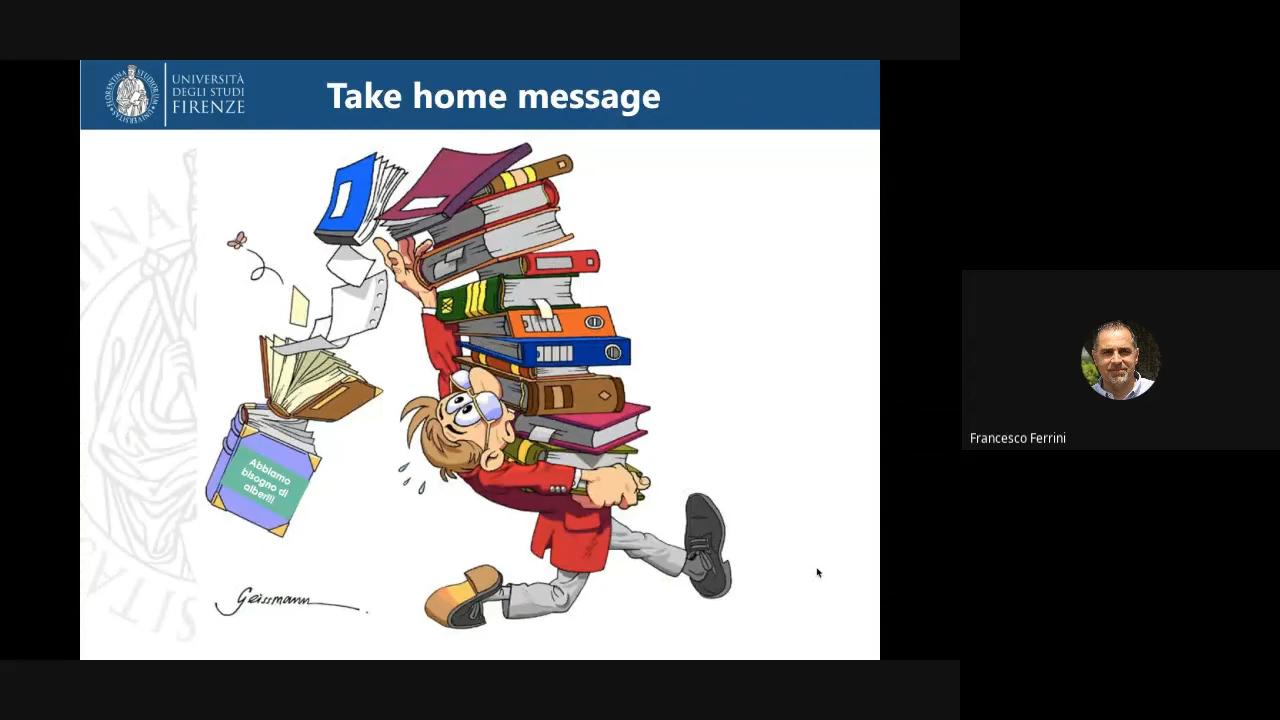 UNIVERSITÀ
DEGLI STUDI
FIRENZE
Take home message
Abbiamo
bisogno di
alberi!!
Geissmann
Francesco Ferrini